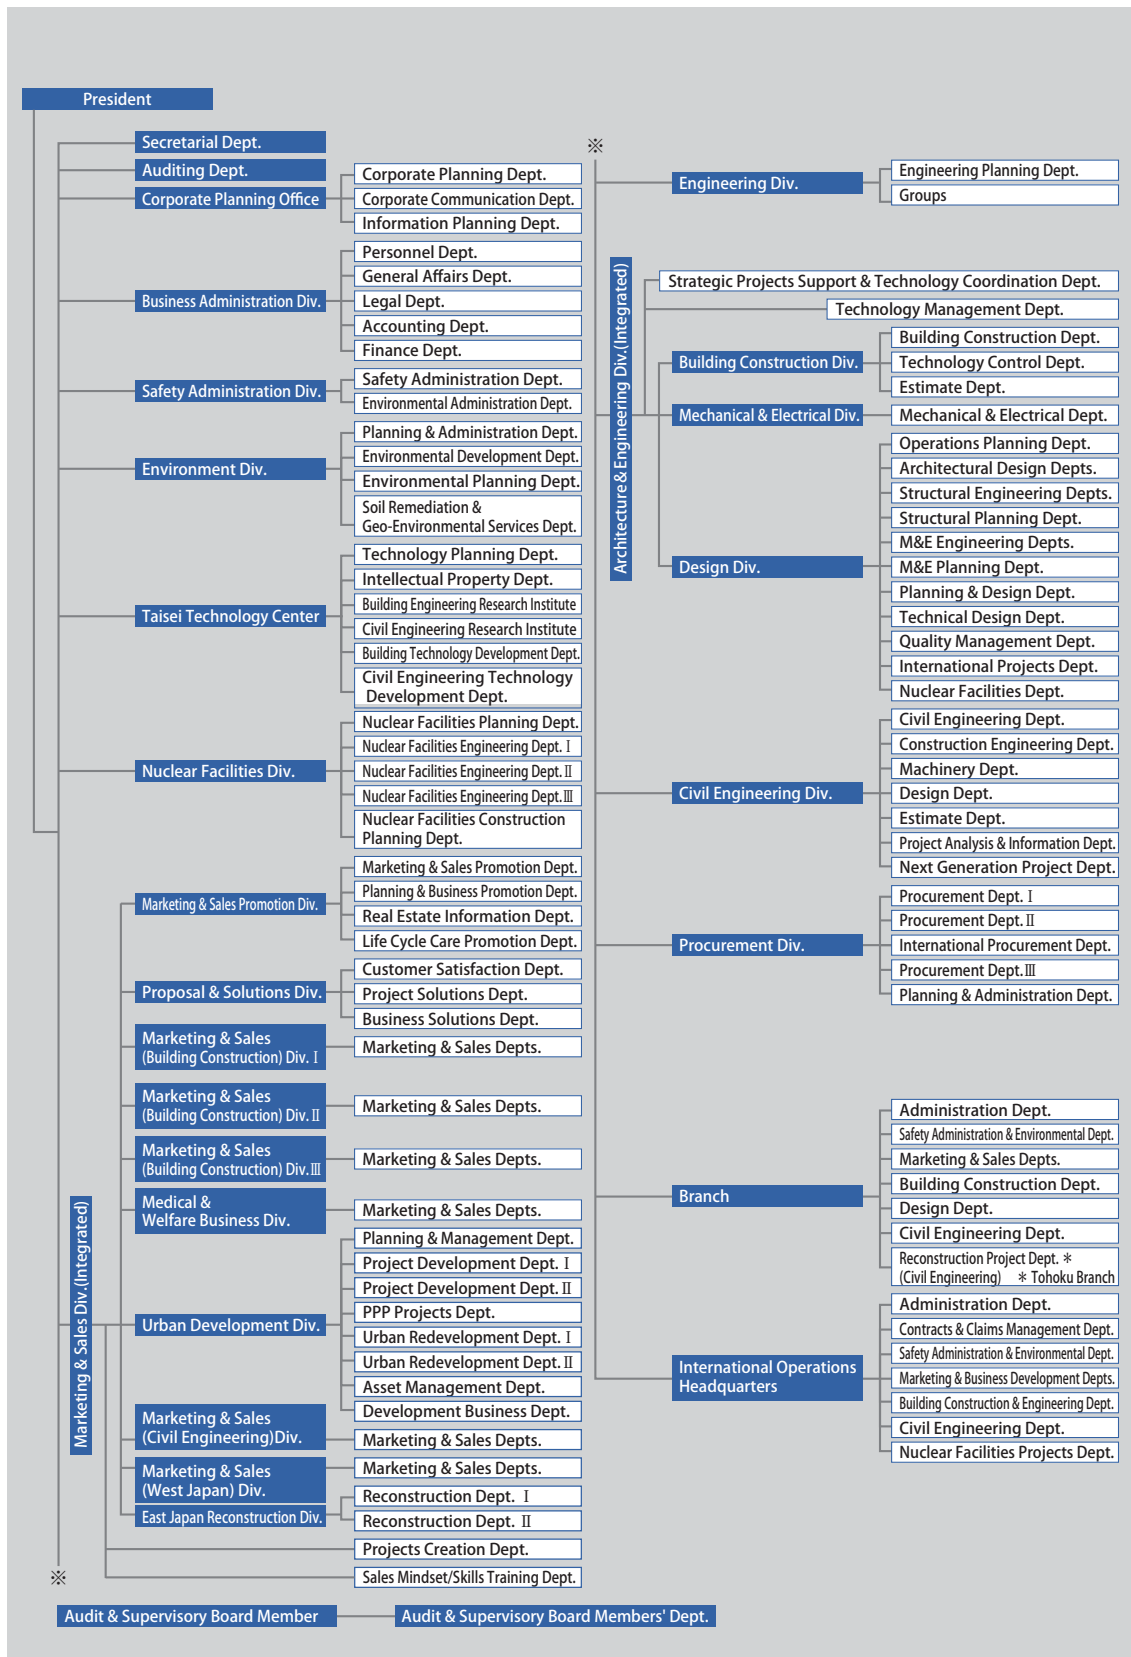 President
Secretarial Dept.
Auditing Dept.
Corporate Planning Office
Corporate Planning Dept.
Corporate Communication Dept.
Information Planning Dept.
Business Administration Div.
Personnel Dept.
General Affairs Dept.
Legal Dept.
Accounting Dept.
Finance Dept.
Safety Administration Div.
Safety Administration Dept.
Environmental Administration Dept.
Environment Div.
Planning & Administration Dept.
Environmental Development Dept.
Environmental Planning Dept.
Soil Remediation &
Geo-Environmental Services Dept.
Taisei Technology Center
Technology Planning Dept.
Intellectual Property Dept.
Building Engineering Research Institute
Civil Engineering Research Institute
Building Technology Development Dept.
Civil Engineering Technology
Development Dept.
Nuclear Facilities Div.
Nuclear Facilities Planning Dept.
Nuclear Facilities Engineering Dept. Ⅰ
Nuclear Facilities Engineering Dept. Ⅱ
Nuclear Facilities Engineering Dept. Ⅲ
Nuclear Facilities Construction
Planning Dept.
Marketing & Sales Div.(Integrated)
Marketing & Sales Promotion Div.
Marketing & Sales Promotion Dept.
Planning & Business Promotion Dept.
Real Estate Information Dept.
Life Cycle Care Promotion Dept.
Proposal & Solutions Div.
Customer Satisfaction Dept.
Project Solutions Dept.
Business Solutions Dept.
Marketing & Sales
(Building Construction) Div. Ⅰ
Marketing & Sales Depts.
Marketing & Sales
(Building Construction) Div. Ⅱ
Marketing & Sales Depts.
Marketing & Sales
(Building Construction) Div. Ⅲ
Marketing & Sales Depts.
Medical &
Welfare Business Div.
Marketing & Sales Depts.
Urban Development Div.
Planning & Management Dept.
Project Development Dept. Ⅰ
Project Development Dept. Ⅱ
PPP Projects Dept.
Urban Redevelopment Dept. Ⅰ
Urban Redevelopment Dept. Ⅱ
Asset Management Dept.
Development Business Dept.
Marketing & Sales
(Civil Engineering)Div.
Marketing & Sales Depts.
Marketing & Sales
(West Japan) Div.
Marketing & Sales Depts.
East Japan Reconstruction Div.
Reconstruction Dept. Ⅰ
Reconstruction Dept. Ⅱ
Projects Creation Dept.
Sales Mindset/Skills Training Dept.
※
※
Engineering Div.
Engineering Planning Dept.
Groups
Architecture & Engineering Div.(Integrated)
Strategic Projects Support & Technology Coordination Dept.
Technology Management Dept.
Building Construction Div.
Building Construction Dept.
Technology Control Dept.
Estimate Dept.
Mechanical & Electrical Div.
Mechanical & Electrical Dept.
Design Div.
Operations Planning Dept.
Architectural Design Depts.
Structural Engineering Depts.
Structural Planning Dept.
M&E Engineering Depts.
M&E Planning Dept.
Planning & Design Dept.
Technical Design Dept.
Quality Management Dept.
International Projects Dept.
Nuclear Facilities Dept.
Civil Engineering Div.
Civil Engineering Dept.
Construction Engineering Dept.
Machinery Dept.
Design Dept.
Estimate Dept.
Project Analysis & Information Dept.
Next Generation Project Dept.
Procurement Div.
Procurement Dept. Ⅰ
Procurement Dept. Ⅱ
International Procurement Dept.
Procurement Dept. Ⅲ
Planning & Administration Dept.
Branch
Administration Dept.
Safety Administration & Environmental Dept.
Marketing & Sales Depts.
Building Construction Dept.
Design Dept.
Civil Engineering Dept.
Reconstruction Project Dept. ＊
(Civil Engineering) ＊ Tohoku Branch
International Operations
Headquarters
Administration Dept.
Contracts & Claims Management Dept.
Safety Administration & Environmental Dept.
Marketing & Business Development Depts.
Building Construction & Engineering Dept.
Civil Engineering Dept.
Nuclear Facilities Projects Dept.
Audit & Supervisory Board Member
Audit & Supervisory Board Members' Dept.